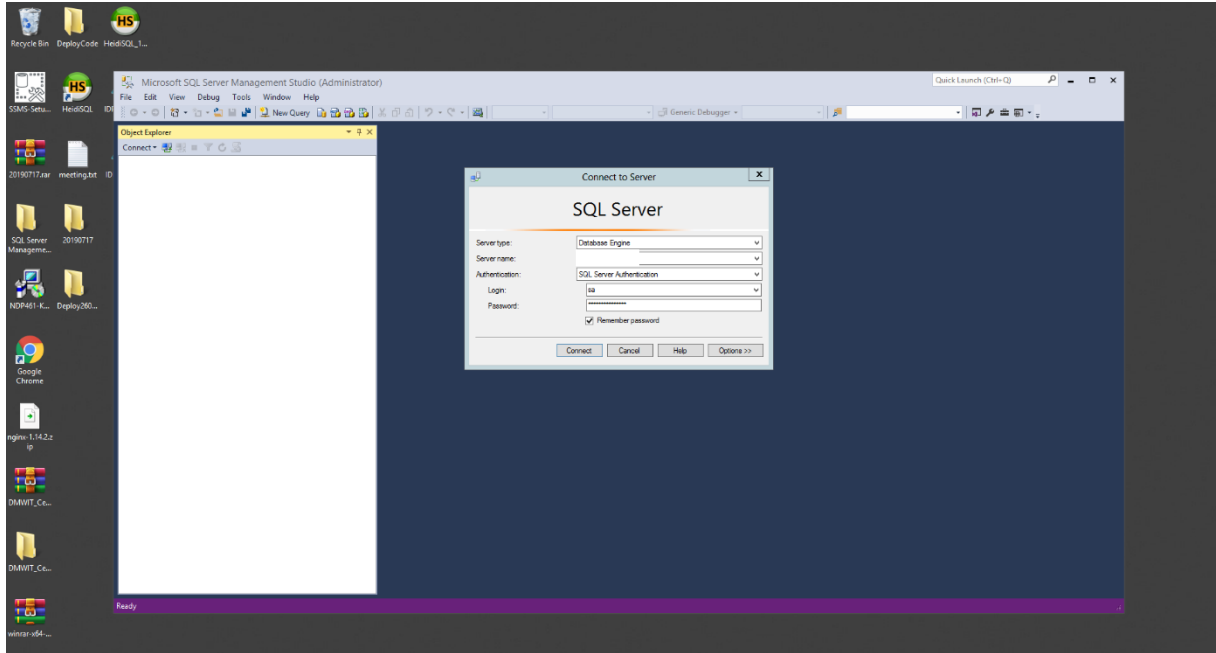 Recycle Bin
DeployCode
HeidiSQL_1...
SSMS-Setu...
HeidiSQL
20190717.rar
meeting.txt
ID
SQL Server
Manageme...
20190717
NDP461-K...
Deploy260...
Google
Chrome
nginx-1.14.2.z
ip
DMWIT_Ce...
DMWIT_Ce...
winrar-x64-...
Microsoft SQL Server Management Studio (Administrator)
Quick Launch (Ctrl+Q)
File Edit View Debug Tools Window Help
New Query
Generic Debugger
Object Explorer
Connect
Connect to Server
SQL Server
Server type: Database Engine
Server name:
Authentication: SQL Server Authentication
Login: sa
Password: ***************
Remember password
Connect Cancel Help Options >>
Ready